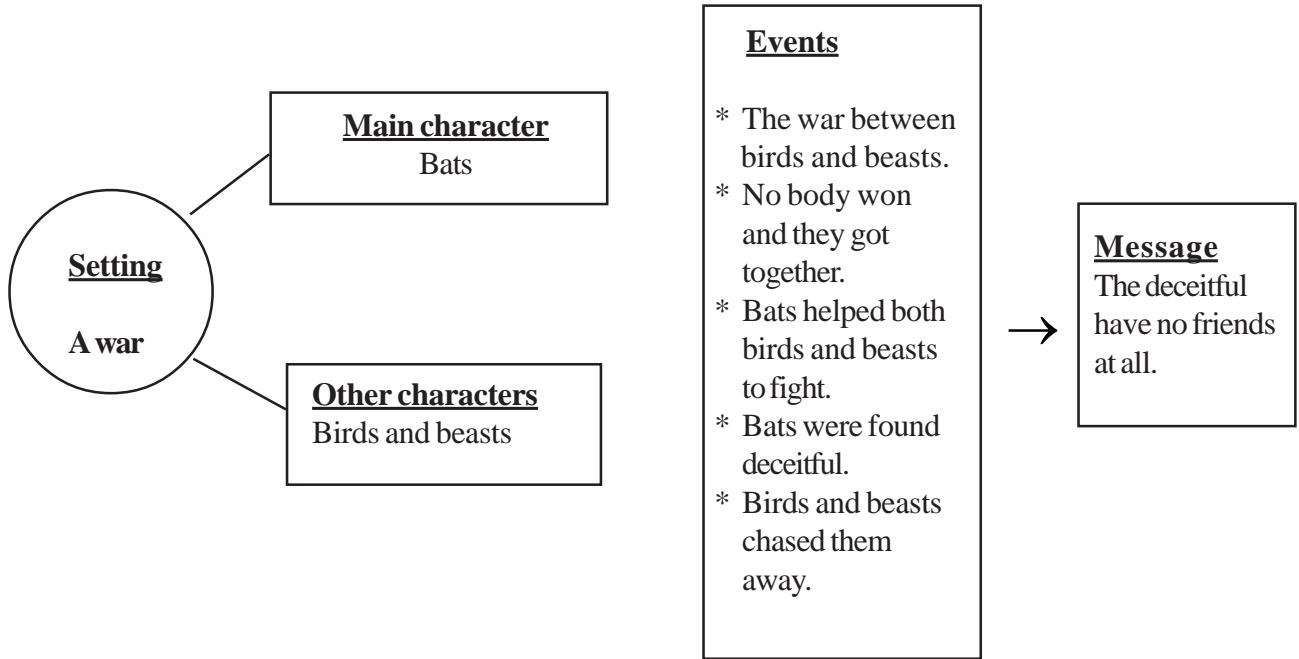 Setting
A war
Main character
Bats
Other characters
Birds and beasts
Events
* The war between
birds and beasts.
* No body won
and they got
together.
* Bats helped both
birds and beasts
to fight.
* Bats were found
deceitful.
* Birds and beasts
chased them
away.
→
Message
The deceitful
have no friends
at all.